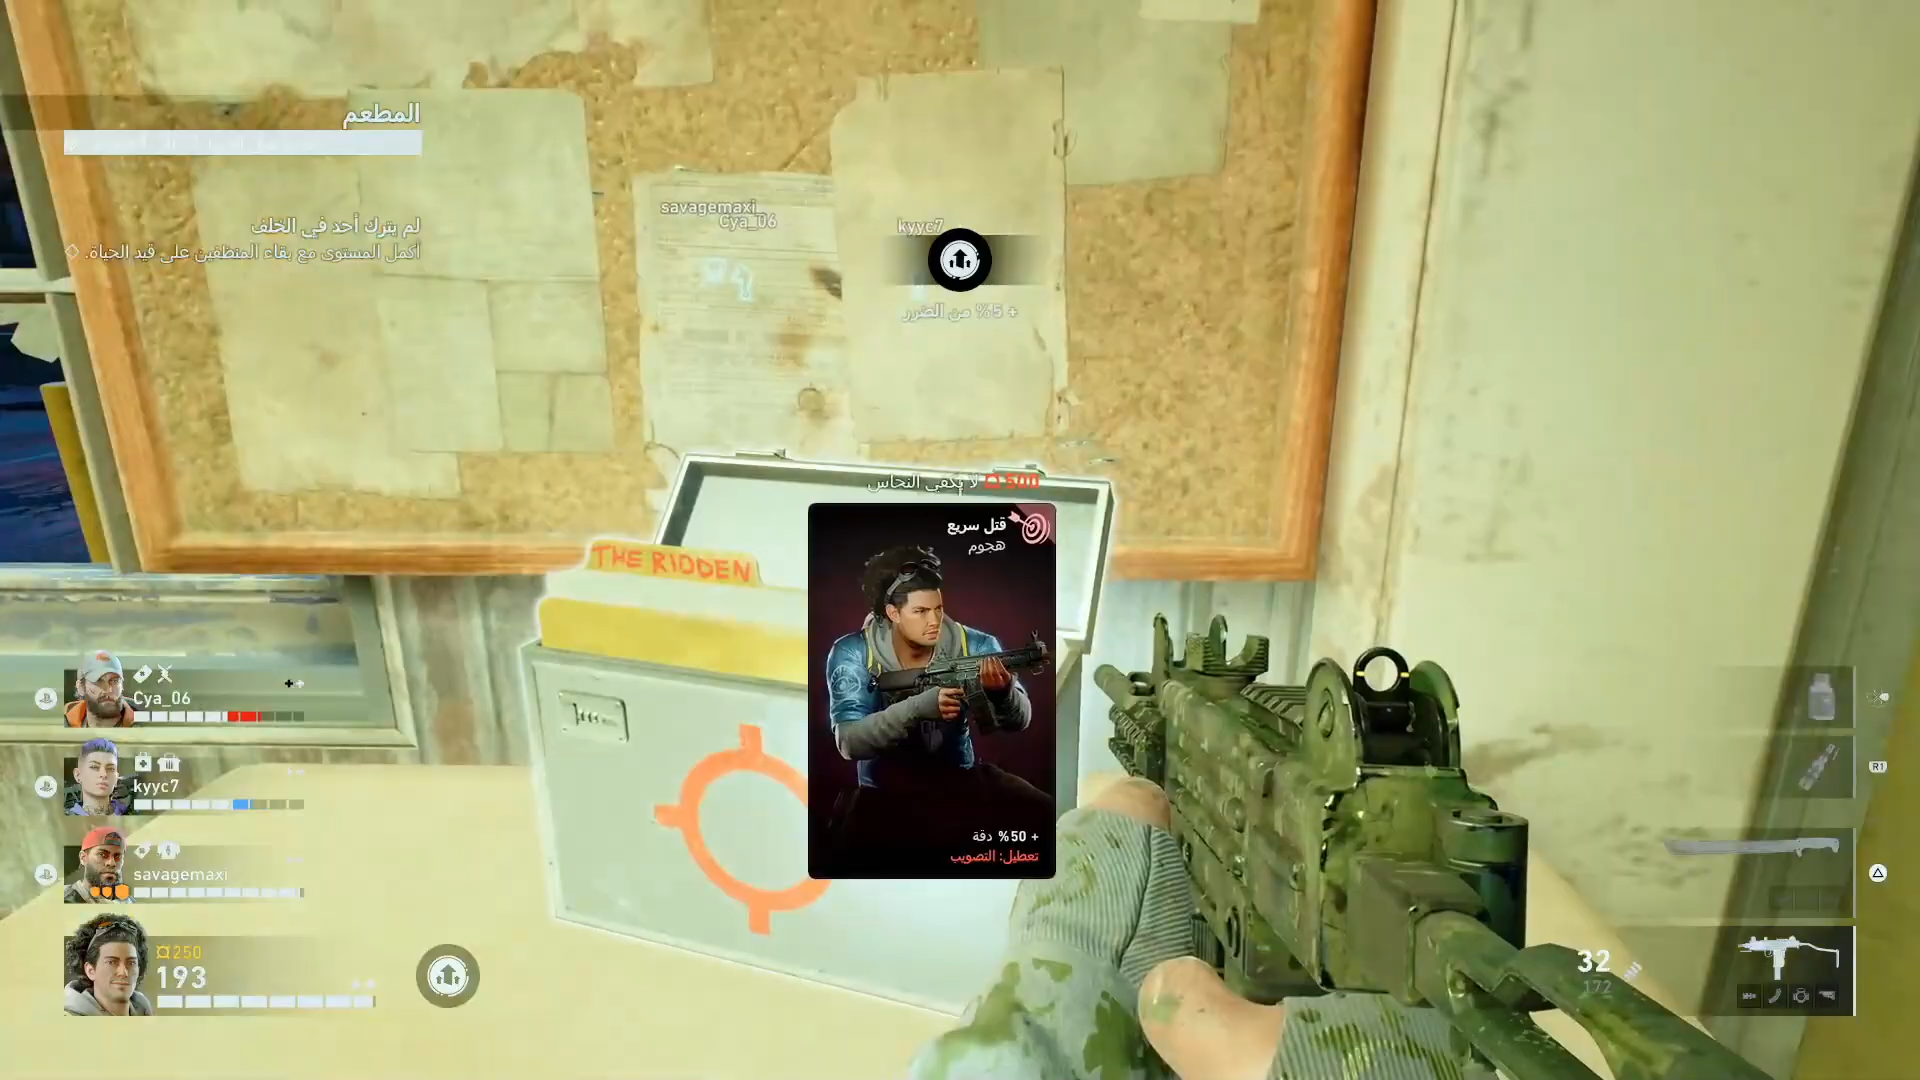 المطعم
لم يترك أحد في الخلف
أكمل المستوى مع بقاء المنظفين على قيد الحياة.
savagemaxi
Cya_06
kyyc7
+ 5% من الضرر
500 لا يكفي النحاس
قتل سريع
هجوم
+ 50% دقة
تعطيل: التصويب
THE RIDDEN
Cya_06
kyyc7
savagemaxi
250
193
R1
32
172